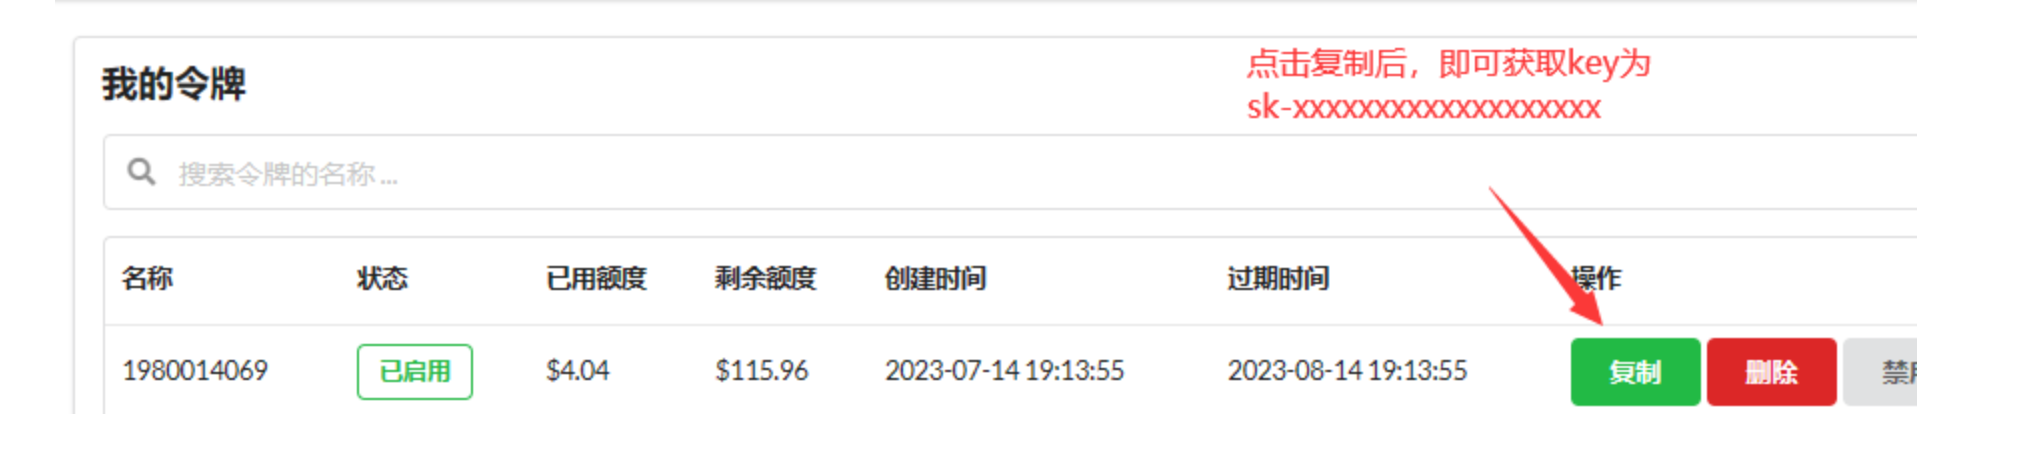 我的令牌
点击复制后，即可获取key为
sk-xxxxxxxxxxxxxxxxxxx
搜索令牌的名称 ...
名称 状态 已用额度 剩余额度 创建时间 过期时间 操作
1980014069 已启用 $4.04 $115.96 2023-07-14 19:13:55 2023-08-14 19:13:55 复制 删除 禁